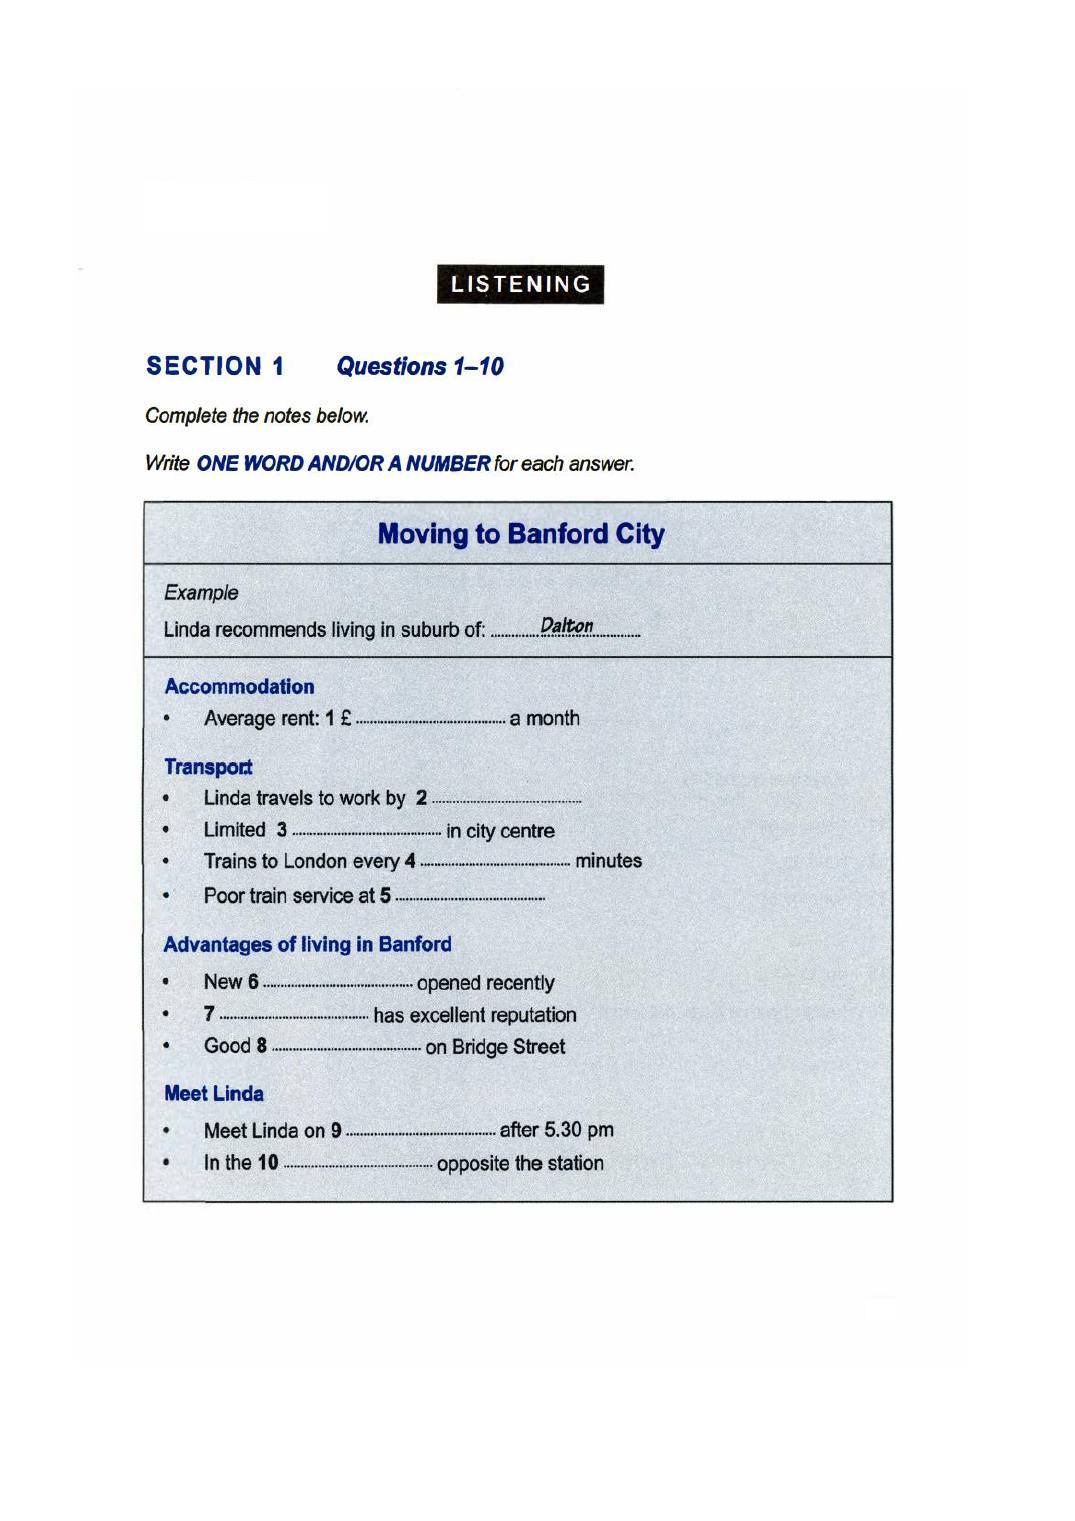 LISTENING
SECTION 1 Questions 1–10
Complete the notes below.
Write ONE WORD AND/OR A NUMBER for each answer.
Moving to Banford City
Example
Linda recommends living in suburb of: ............Dalton............
Accommodation
• Average rent: 1 £ ........................................ a month
Transport
• Linda travels to work by 2 ........................................
• Limited 3 ........................................ in city centre
• Trains to London every 4 ........................................ minutes
• Poor train service at 5 ........................................
Advantages of living in Banford
• New 6 ........................................ opened recently
• 7 ........................................ has excellent reputation
• Good 8 ........................................ on Bridge Street
Meet Linda
• Meet Linda on 9 ........................................ after 5.30 pm
• In the 10 ........................................ opposite the station